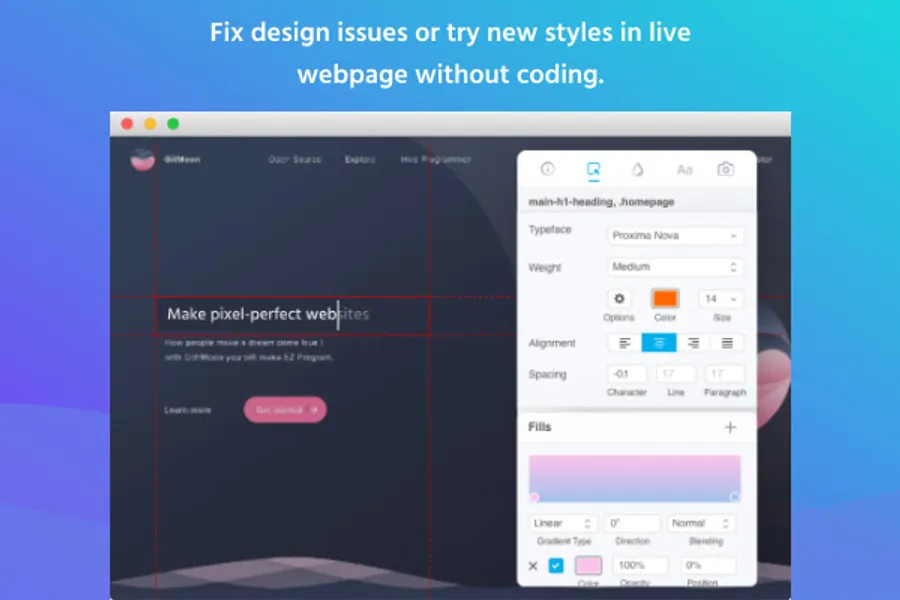 Fix design issues or try new styles in live
webpage without coding.
GitMoon
Open Source Explore Hire Programmer
Aa
main-h1-heading, .homepage
Typeface Proxima Nova
Weight Medium
14
Options Color Size
Make pixel-perfect websites
How people move a dream come true !
with GithMoon you still make 52 Program.
Alignment
Spacing -0.1 17 17
Character Line Paragraph
Learn more Get started
Fills
Linear 0° Normal
Gradient Type Direction Blending
100% 0%
Color Opacity Position